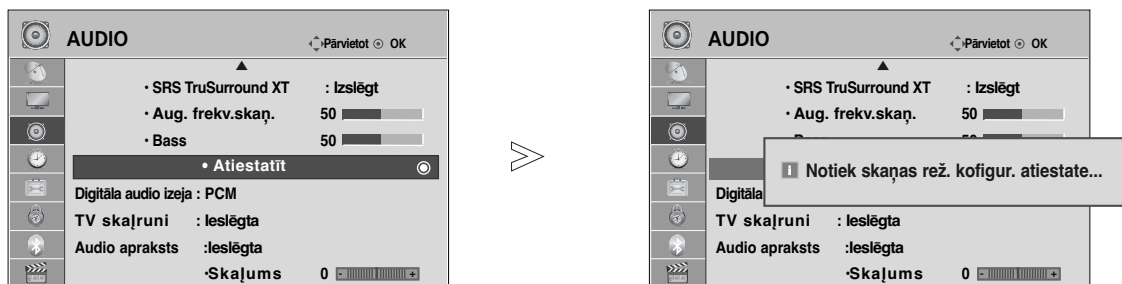 AUDIO
Pārvietot OK
• SRS TruSurround XT : Izslēgt
• Aug. frekv.skaņ. 50
• Bass 50
• Atiestatīt
Digitāla audio izeja : PCM
TV skaļruni : Ieslēgta
Audio apraksts :Ieslēgta
•Skaļums 0 - +
AUDIO
Pārvietot OK
• SRS TruSurround XT : Izslēgt
• Aug. frekv.skaņ. 50
Notiek skaņas rež. kofigur. atiestate...
Digitāla
TV skaļruni : Ieslēgta
Audio apraksts :Ieslēgta
•Skaļums 0 - +